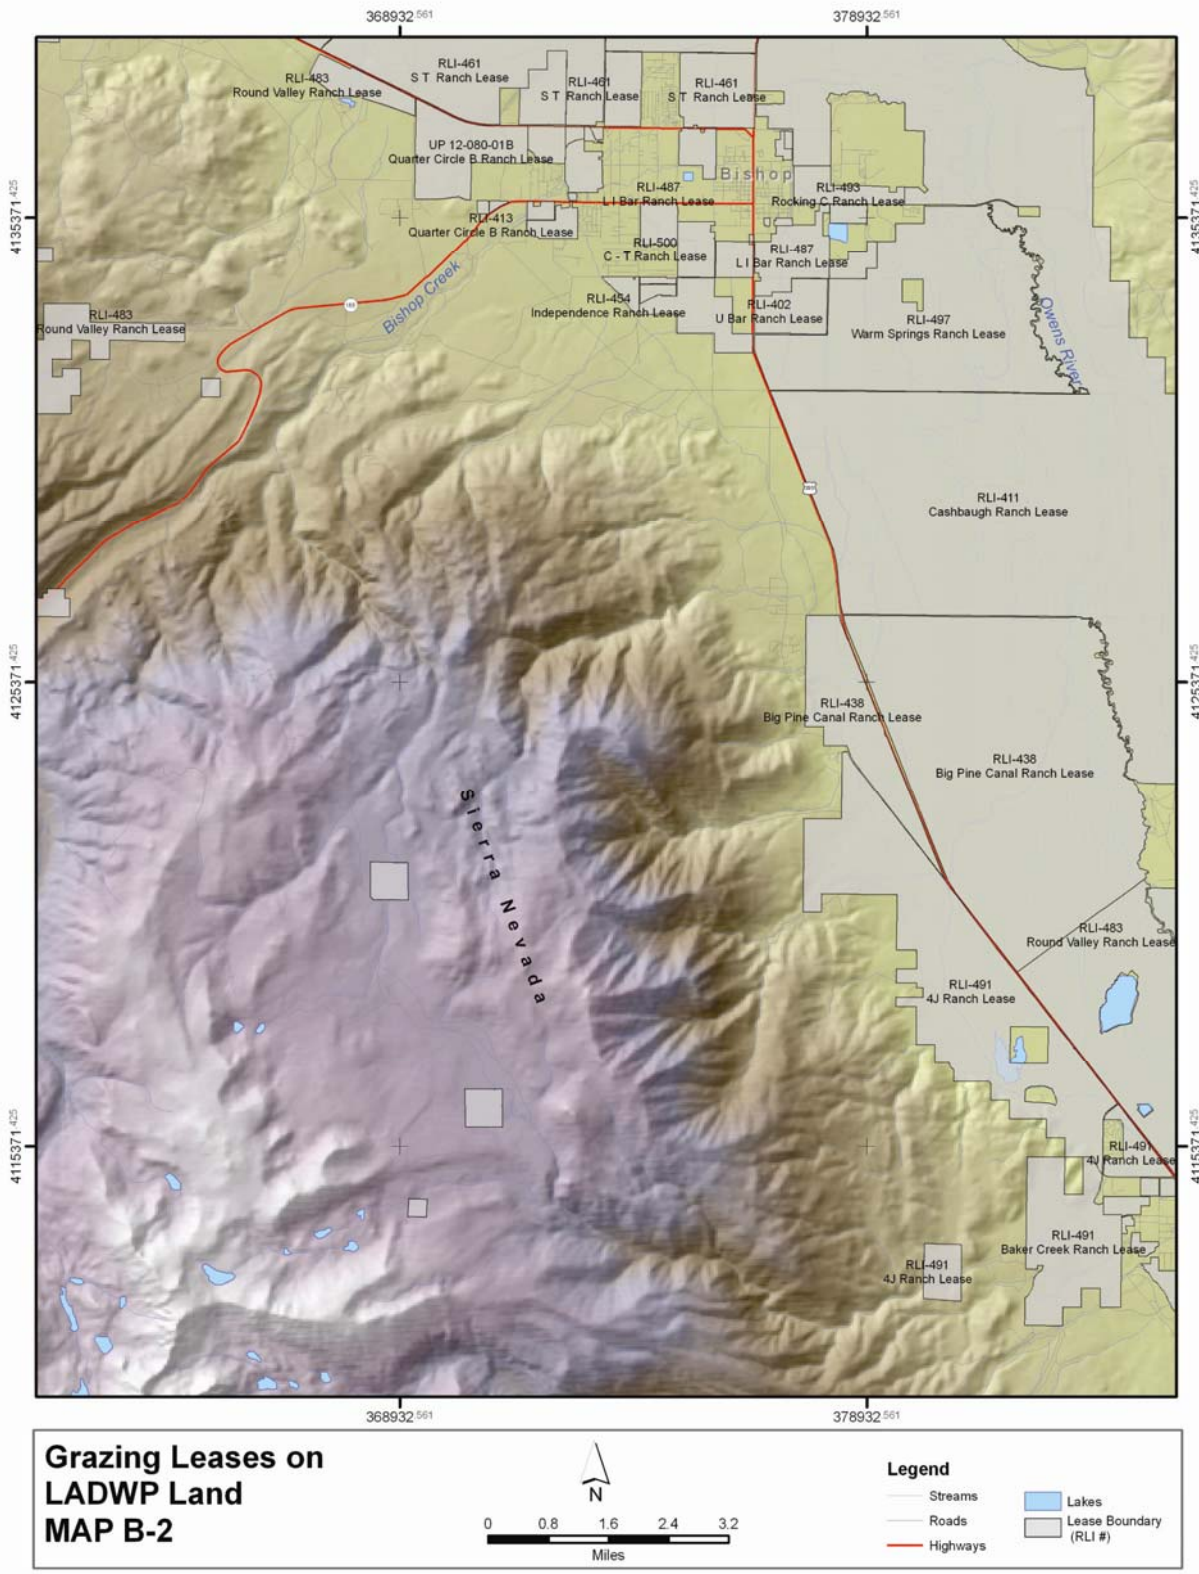 368932.561
378932.561
RLI-483
Round Valley Ranch Lease
RLI-461
S T Ranch Lease
RLI-461
S T Ranch Lease
RLI-461
S T Ranch Lease
UP 12-080-01B
Quarter Circle B Ranch Lease
Bishop
RLI-487
L I Bar Ranch Lease
RLI-493
Rocking C Ranch Lease
4135371.425
4135371.425
RLI-413
Quarter Circle B Ranch Lease
RLI-500
C - T Ranch Lease
RLI-487
L I Bar Ranch Lease
Bishop Creek
168
RLI-454
Independence Ranch Lease
RLI-402
U Bar Ranch Lease
RLI-497
Warm Springs Ranch Lease
Owens River
RLI-483
Round Valley Ranch Lease
RLI-411
Cashbaugh Ranch Lease
4125371.425
4125371.425
RLI-438
Big Pine Canal Ranch Lease
RLI-438
Big Pine Canal Ranch Lease
Sierra Nevada
RLI-483
Round Valley Ranch Lease
RLI-491
4J Ranch Lease
4115371.425
4115371.425
RLI-491
4J Ranch Lease
RLI-491
Baker Creek Ranch Lease
RLI-491
4J Ranch Lease
368932.561
378932.561
Grazing Leases on
LADWP Land
MAP B-2
N
0 0.8 1.6 2.4 3.2
Miles
Legend
Streams
Roads
Highways
Lakes
Lease Boundary
(RLI #)